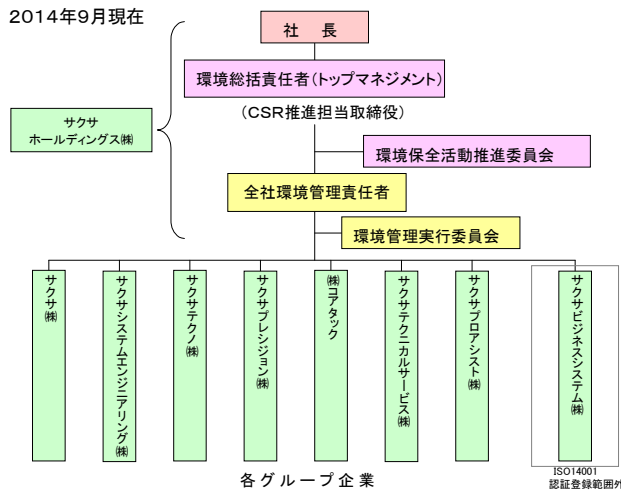 2014年9月現在
社　長
環境総括責任者(トップマネジメント)
(CSR推進担当取締役)
サクサ
ホールディングス㈱
環境保全活動推進委員会
全社環境管理責任者
環境管理実行委員会
サクサ㈱
サクサシステムエンジニアリング㈱
サクサテクノ㈱
サクサプレシジョン㈱
㈱コアタック
サクサテクニカルサービス㈱
サクサプロアシスト㈱
サクサビジネスシステム㈱
各グループ企業
ISO14001
認証登録範囲外